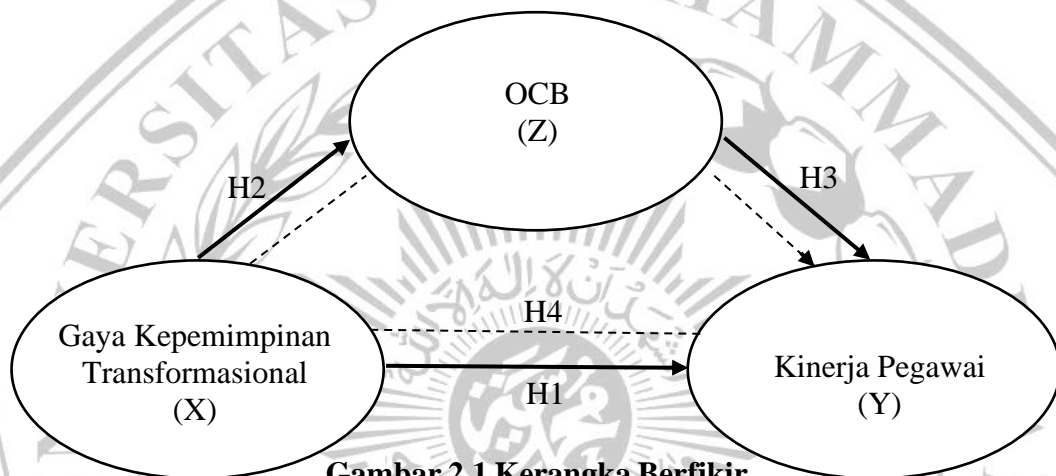 OCB
(Z)
H2
H3
Gaya Kepemimpinan
Transformasional
(X)
H4
H1
Kinerja Pegawai
(Y)
Gambar 2.1 Kerangka Berfikir